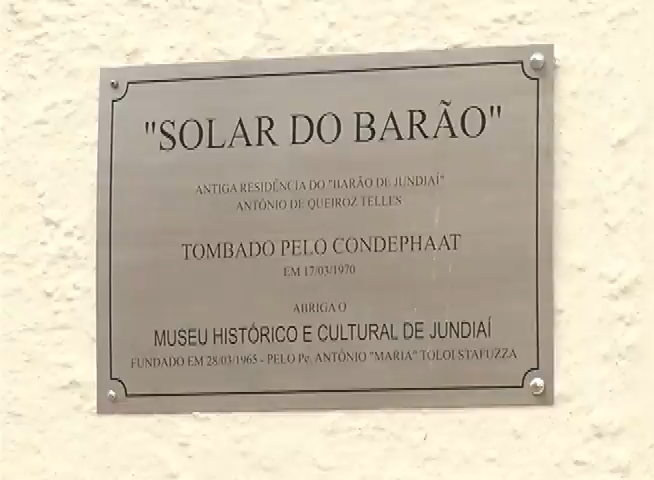 "SOLAR DO BARÃO"
ANTIGA RESIDÊNCIA DO "BARÃO DE JUNDIAÍ"
ANTÔNIO DE QUEIROZ TELLES
TOMBADO PELO CONDEPHAAT
EM 17/03/1970
ABRIGA O
MUSEU HISTÓRICO E CULTURAL DE JUNDIAÍ
FUNDADO EM 28/03/1965 - PELO Pe. ANTÔNIO "MARIA" TOLOI STAFUZZA